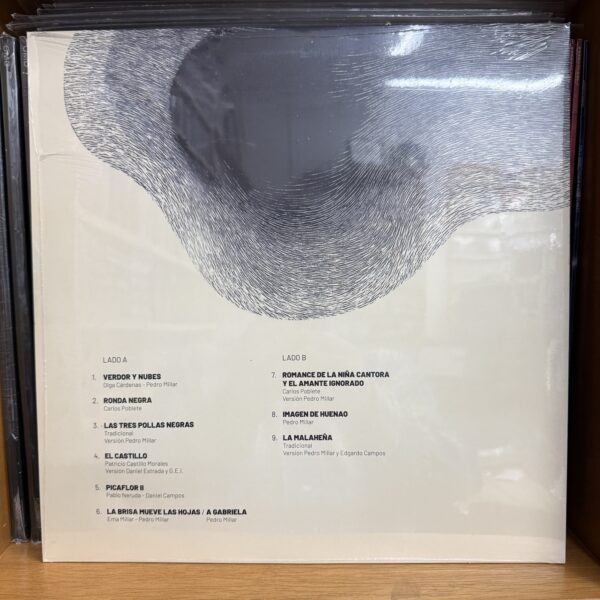 LADO A
1. VERDOR Y NUBES
Olga Cárdenas - Pedro Millar
2. RONDA NEGRA
Carlos Poblete
3. LAS TRES POLLAS NEGRAS
Tradicional
Versión Pedro Millar
4. EL CASTILLO
Patricio Castillo Morales
Versión Daniel Estrada y G.E.I.
5. PICAFLOR II
Pablo Neruda - Daniel Campos
6. LA BRISA MUEVE LAS HOJAS / A GABRIELA
Ema Millar - Pedro Millar Pedro Millar
LADO B
7. ROMANCE DE LA NIÑA CANTORA
Y EL AMANTE IGNORADO
Carlos Poblete
Versión Pedro Millar
8. IMAGEN DE HUENAO
Pedro Millar
9. LA MALAHEÑA
Tradicional
Versión Pedro Millar y Edgardo Campos